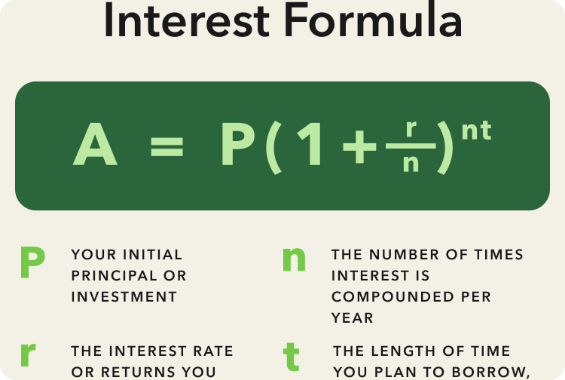 Interest Formula
A = P(1 + r/n)^nt
P YOUR INITIAL
PRINCIPAL OR
INVESTMENT
n THE NUMBER OF TIMES
INTEREST IS
COMPOUNDED PER
YEAR
r THE INTEREST RATE
OR RETURNS YOU
t THE LENGTH OF TIME
YOU PLAN TO BORROW,